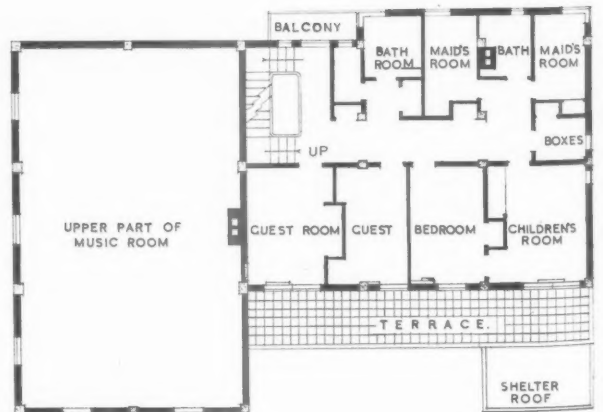 BALCONY
BATH
ROOM
MAID'S
ROOM
BATH
MAID'S
ROOM
BOXES
UP
UPPER PART OF
MUSIC ROOM
GUEST ROOM
GUEST
BEDROOM
CHILDREN'S
ROOM
TERRACE.
SHELTER
ROOF